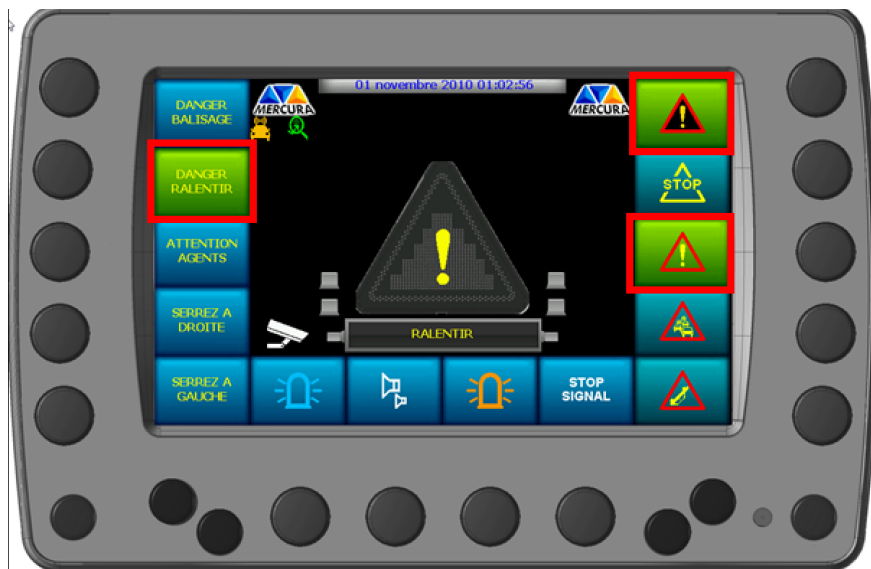 01 novembre 2010 01:02:56
DANGER
BALISAGE
MERCURA
MERCURA
DANGER
RALENTIR
STOP
ATTENTION
AGENTS
SERREZ A
DROITE
RALENTIR
SERREZ A
GAUCHE
STOP
SIGNAL